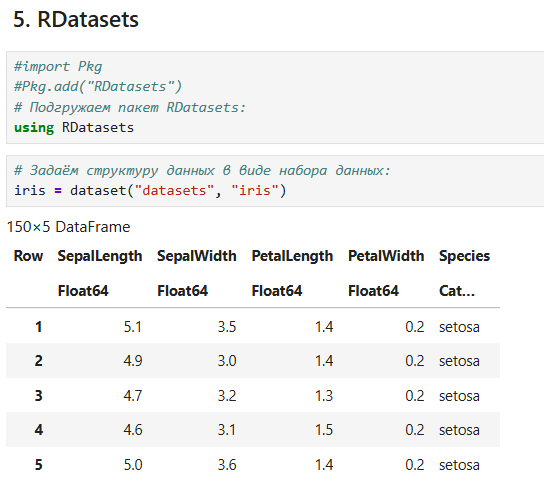 5. RDatasets
#import Pkg
#Pkg.add("RDatasets")
# Подгружаем пакет RDatasets:
using RDatasets
# Задаём структуру данных в виде набора данных:
iris = dataset("datasets", "iris")
150×5 DataFrame
Row SepalLength SepalWidth PetalLength PetalWidth Species
Float64 Float64 Float64 Float64 Cat…
1 5.1 3.5 1.4 0.2 setosa
2 4.9 3.0 1.4 0.2 setosa
3 4.7 3.2 1.3 0.2 setosa
4 4.6 3.1 1.5 0.2 setosa
5 5.0 3.6 1.4 0.2 setosa